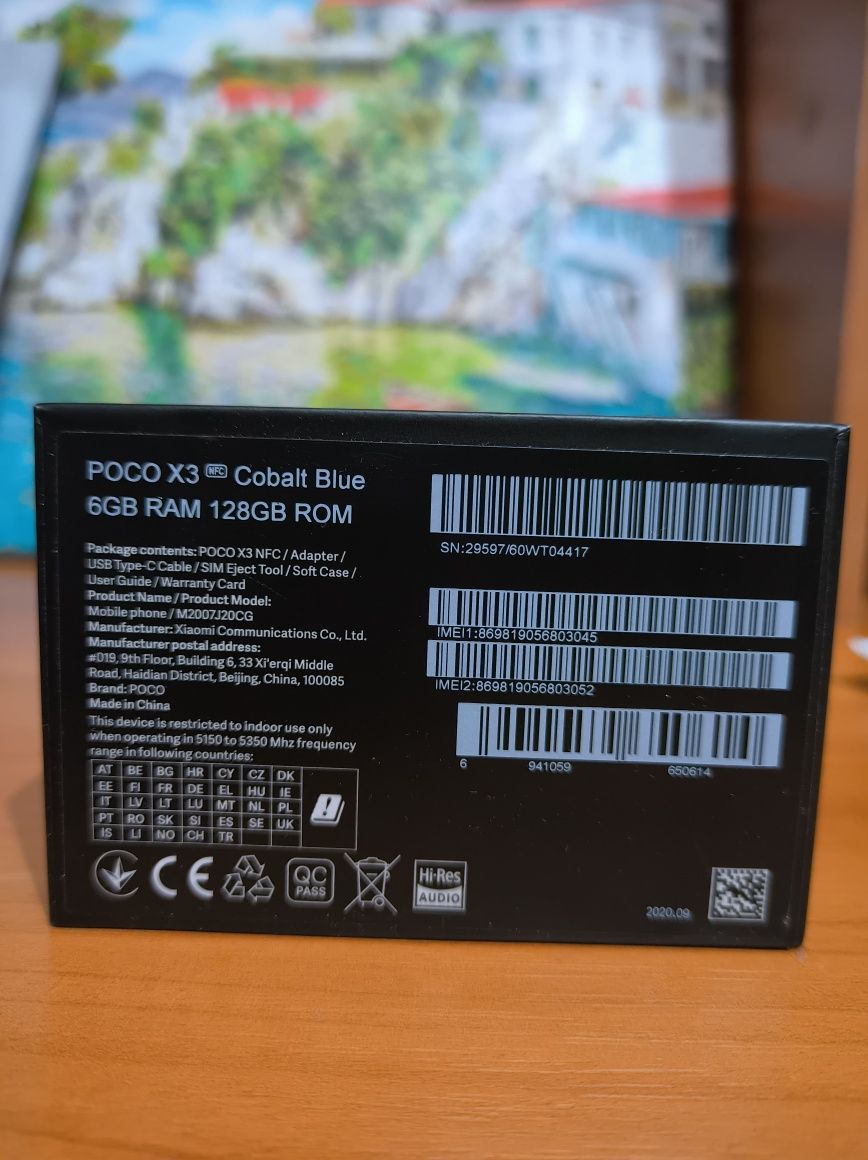 POCO X3 NFC Cobalt Blue
6GB RAM 128GB ROM
Package contents: POCO X3 NFC / Adapter /
USB Type-C Cable / SIM Eject Tool / Soft Case /
User Guide / Warranty Card
Product Name / Product Model:
Mobile phone / M2007J20CG
Manufacturer: Xiaomi Communications Co., Ltd.
Manufacturer postal address:
#019, 9th Floor, Building 6, 33 Xi'erqi Middle
Road, Haidian District, Beijing, China, 100085
Brand: POCO
Made in China
This device is restricted to indoor use only
when operating in 5150 to 5350 Mhz frequency
range in following countries:
AT BE BG HR CY CZ DK
EE FI FR DE EL HU IE
IT LV LT LU MT NL PL
PT RO SK SI ES SE UK
IS LI NO CH TR
CE
QC
PASS
Hi-Res
AUDIO
SN:29597/60WT04417
IMEI1:869819056803045
IMEI2:869819056803052
6 941059 650614
2020.09